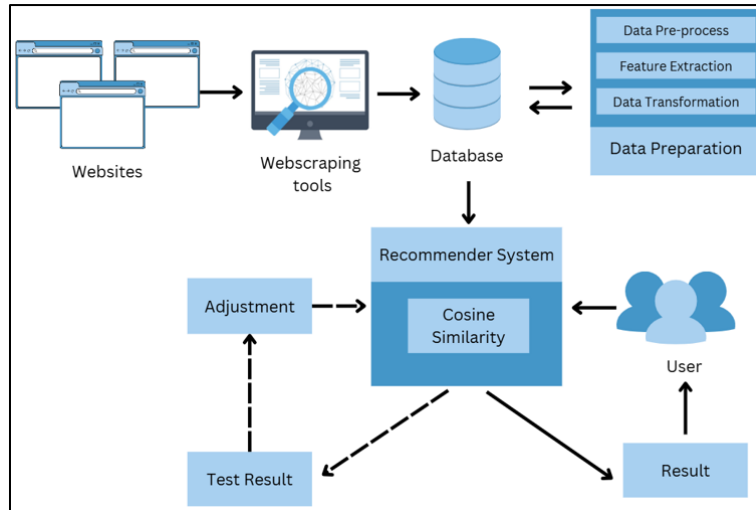 Data Pre-process
Feature Extraction
Data Transformation
Data Preparation
Websites
Webscraping
tools
Database
Recommender System
Cosine
Similarity
Adjustment
User
Test Result
Result